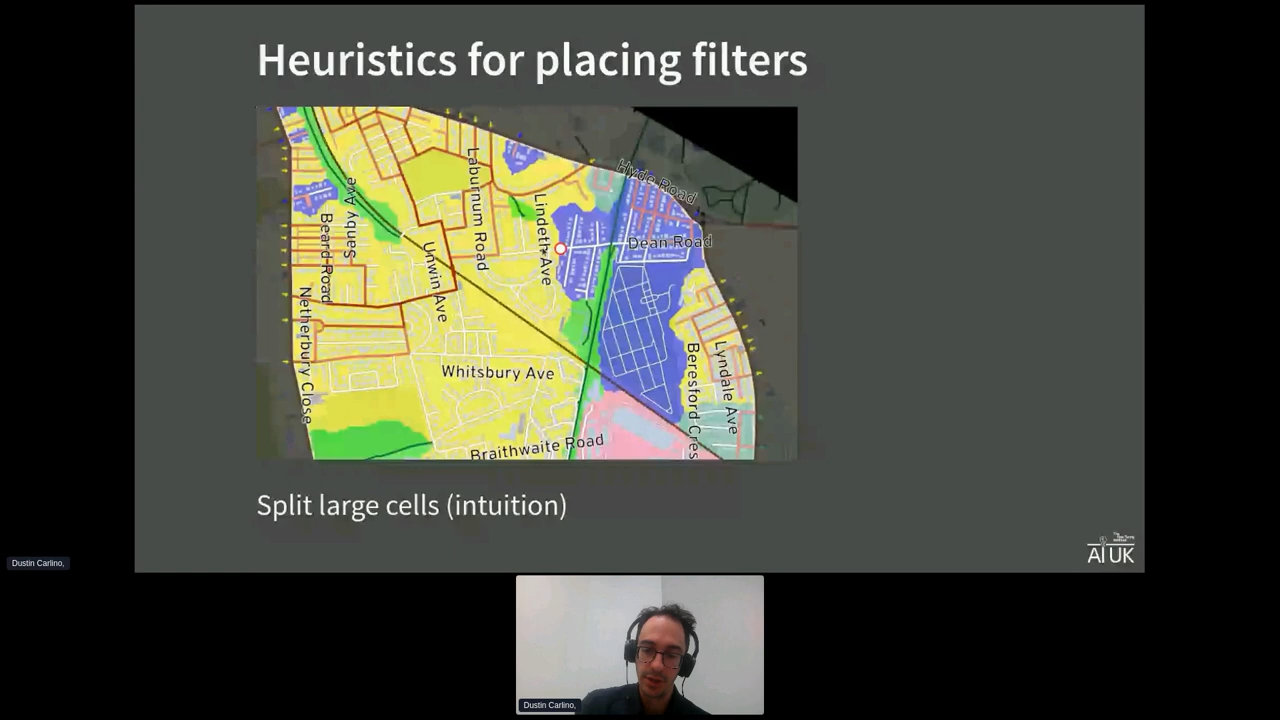 Heuristics for placing filters
Hyde Road
Laburnum Road
Sanby Ave
Lindeth Ave
Beard Road
Dean Road
Unwin Ave
Netherbury Close
Whitsbury Ave
Beresford Cres
Lyndale Ave
Braithwaite Road
Split large cells (intuition)
AI UK
Dustin Carlino,
Dustin Carlino,